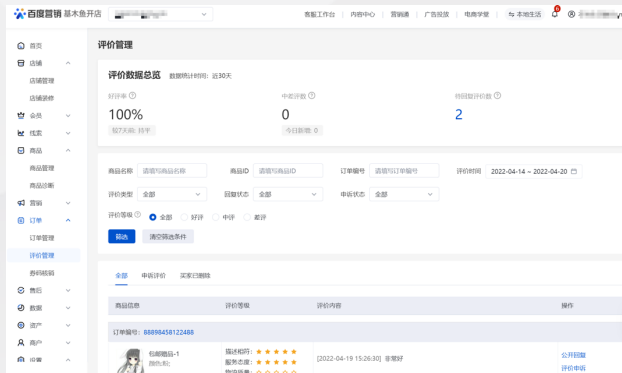 百度营销 基木鱼开店
客服工作台 内容中心 营销通 广告投放 电商学堂 本地生活 6
首页
店铺
店铺管理
店铺装修
会员
线索
商品
商品管理
商品诊断
营销
订单
订单管理
评价管理
券码核销
售后
数据
资产
商户
设置
评价管理
评价数据总览 数据统计时间：近30天
好评率 中差评数 待回复评价数
100% 0 2
较7天前: 持平 今日新增: 0
商品名称 请填写商品名称 商品ID 请填写商品ID 订单编号 请填写订单编号 评价时间 2022-04-14 ~ 2022-04-20
评价类型 全部 回复状态 全部 申诉状态 全部
评价等级 全部 好评 中评 差评
筛选 清空筛选条件
全部 申诉评价 买家已删除
商品信息 评价等级 评价内容 操作
订单编号: 88898458122488
包邮赠品-1 描述相符: [2022-04-19 15:26:30] 非常好 公开回复
颜色:粉; 服务态度: 评价申诉
物流质量: